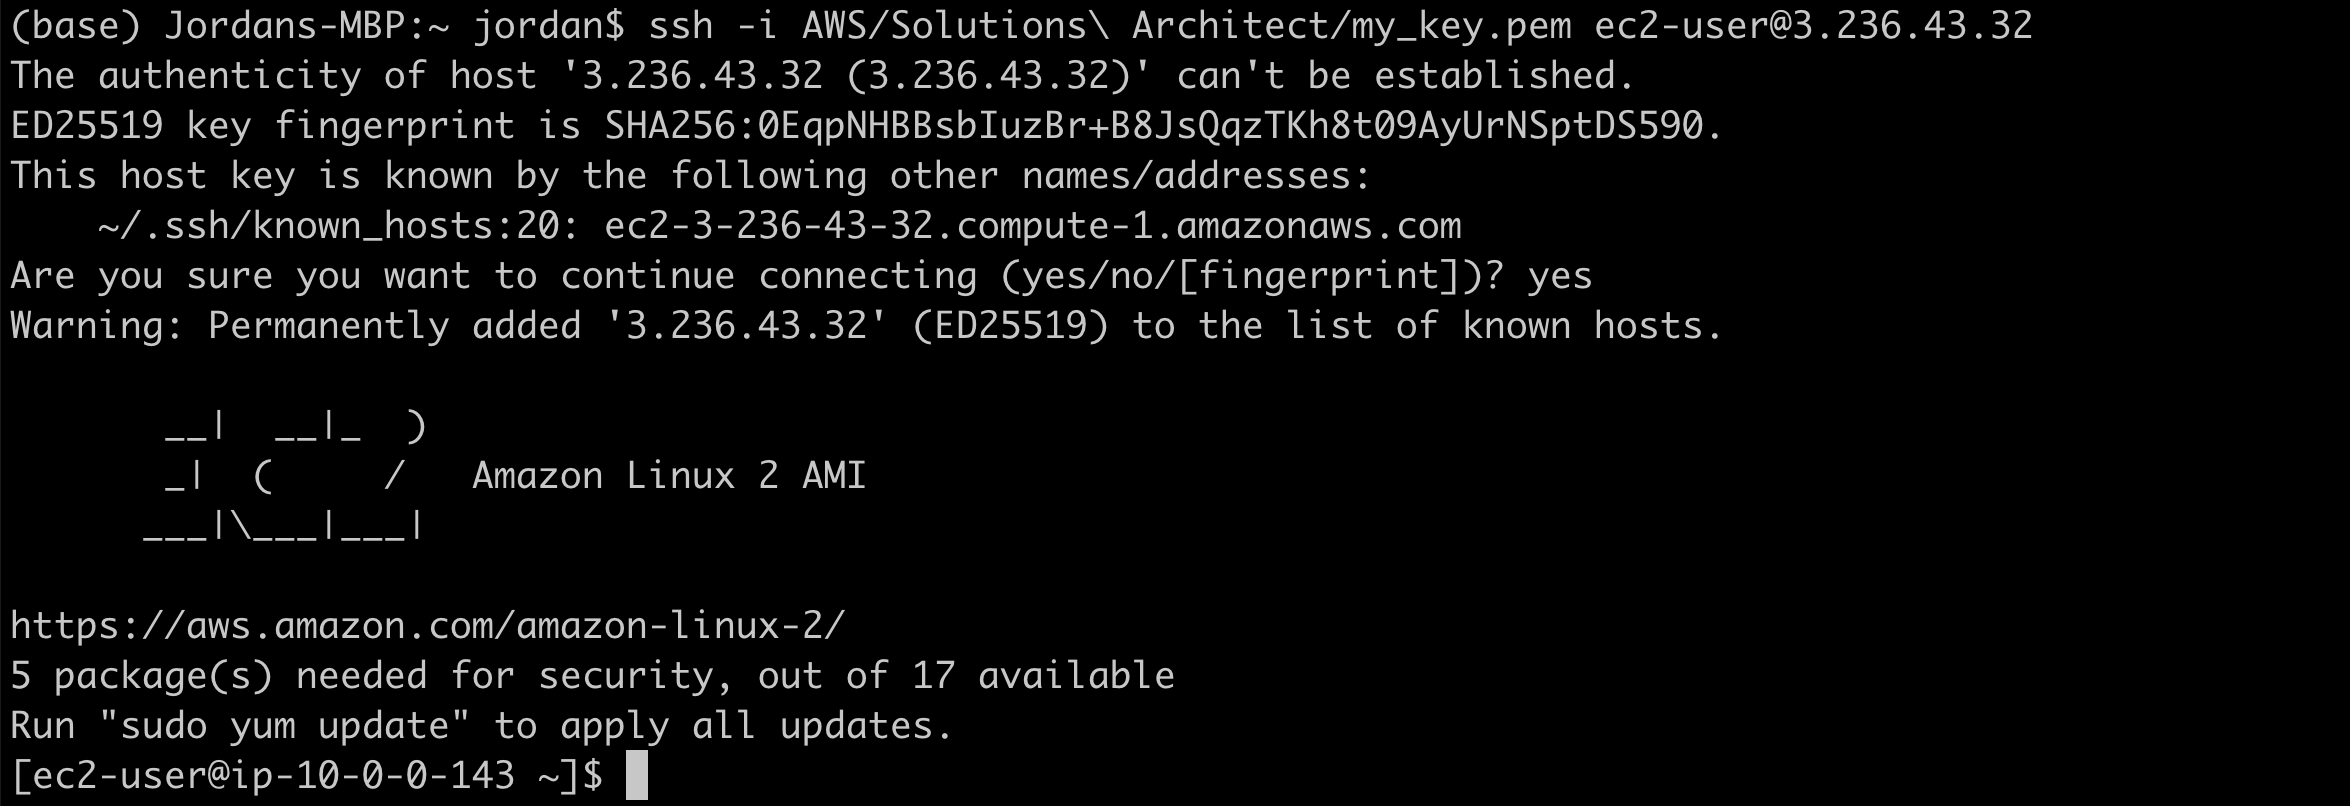 (base) Jordans-MBP:~ jordan$ ssh -i AWS/Solutions\ Architect/my_key.pem ec2-user@3.236.43.32
The authenticity of host '3.236.43.32 (3.236.43.32)' can't be established.
ED25519 key fingerprint is SHA256:0EqpNHBBsbIuzBr+B8JsQqzTKh8t09AyUrNSptDS590.
This host key is known by the following other names/addresses:
    ~/.ssh/known_hosts:20: ec2-3-236-43-32.compute-1.amazonaws.com
Are you sure you want to continue connecting (yes/no/[fingerprint])? yes
Warning: Permanently added '3.236.43.32' (ED25519) to the list of known hosts.

       __|  __|_  )
       _|  (     /   Amazon Linux 2 AMI
      ___|\___|___|

https://aws.amazon.com/amazon-linux-2/
5 package(s) needed for security, out of 17 available
Run "sudo yum update" to apply all updates.
[ec2-user@ip-10-0-0-143 ~]$